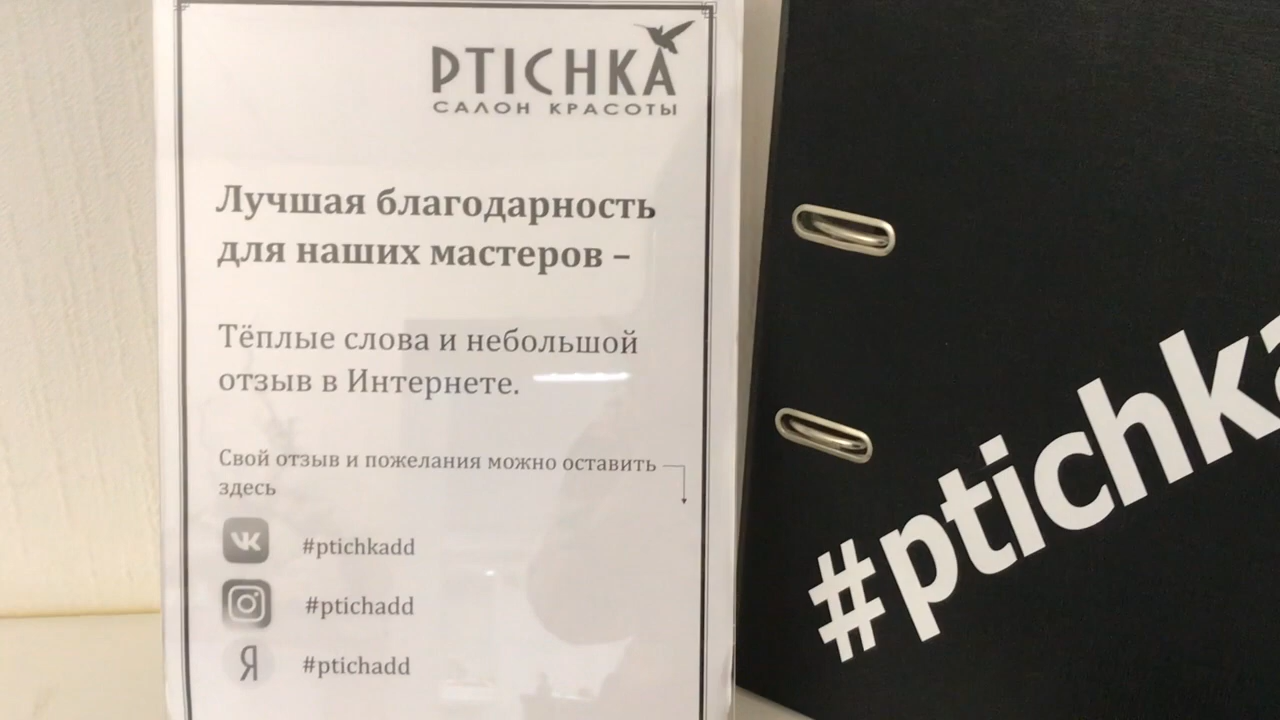 PTICHKA
САЛОН КРАСОТЫ
Лучшая благодарность
для наших мастеров –
Тёплые слова и небольшой
отзыв в Интернете.
Свой отзыв и пожелания можно оставить
здесь
#ptichkadd
#ptichadd
Я #ptichadd
#ptichka